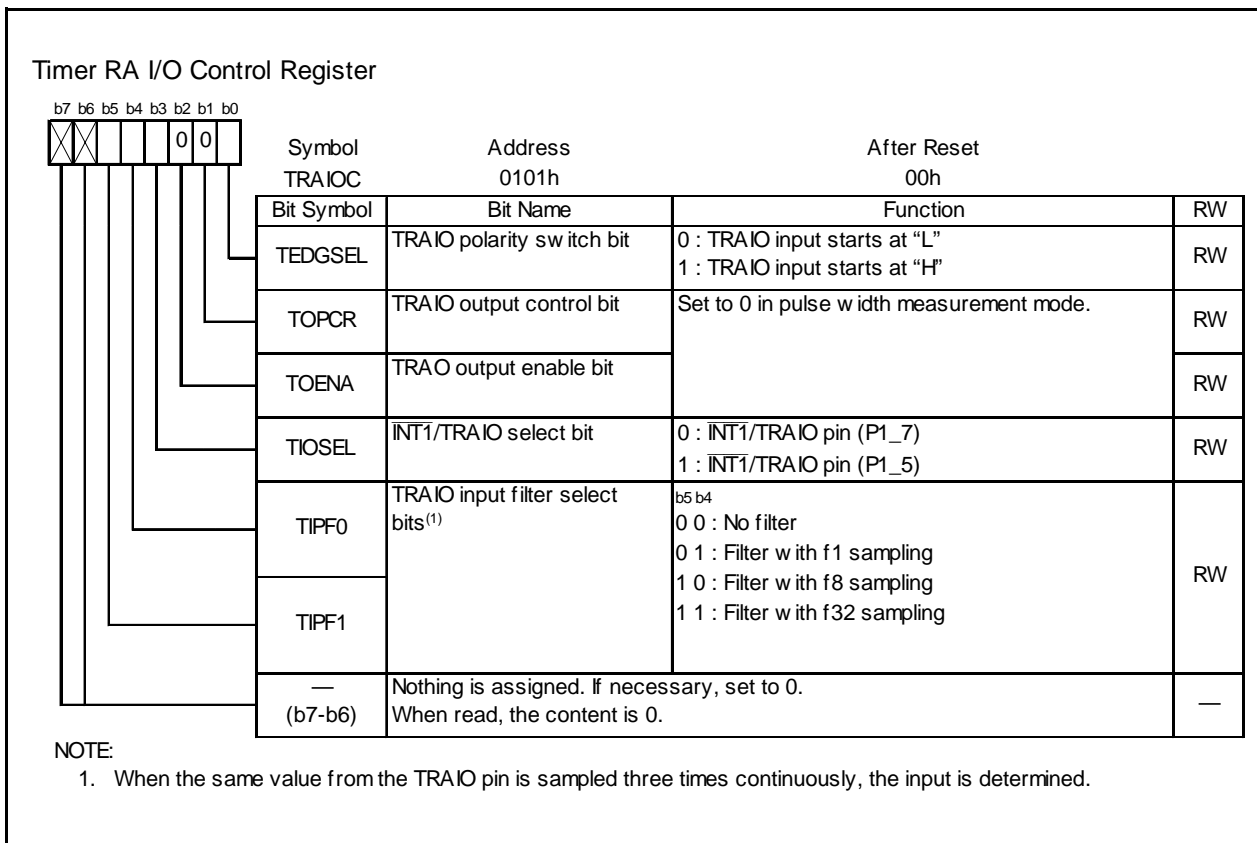 Timer RA I/O Control Register
b7 b6 b5 b4 b3 b2 b1 b0
0 0
Symbol Address After Reset
TRAIOC 0101h 00h
Bit Symbol Bit Name Function RW
TEDGSEL TRAIO polarity switch bit 0 : TRAIO input starts at “L” RW
1 : TRAIO input starts at “H”
TOPCR TRAIO output control bit Set to 0 in pulse width measurement mode. RW
TOENA TRAO output enable bit RW
TIOSEL INT1/TRAIO select bit 0 : INT1/TRAIO pin (P1_7) RW
1 : INT1/TRAIO pin (P1_5)
TIPF0 TRAIO input filter select bits(1) b5 b4
0 0 : No filter
0 1 : Filter with f1 sampling
1 0 : Filter with f8 sampling RW
TIPF1 1 1 : Filter with f32 sampling
— Nothing is assigned. If necessary, set to 0. —
(b7-b6) When read, the content is 0.
NOTE:
1. When the same value from the TRAIO pin is sampled three times continuously, the input is determined.